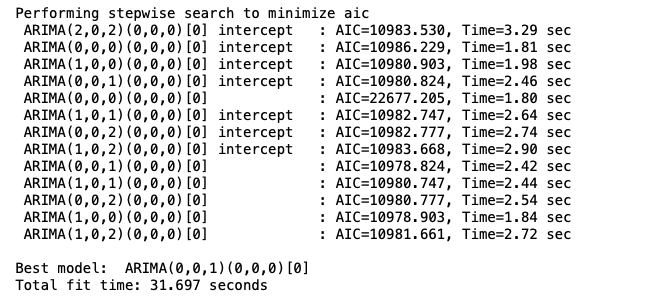 Performing stepwise search to minimize aic
 ARIMA(2,0,2)(0,0,0)[0] intercept   : AIC=10983.530, Time=3.29 sec
 ARIMA(0,0,0)(0,0,0)[0] intercept   : AIC=10986.229, Time=1.81 sec
 ARIMA(1,0,0)(0,0,0)[0] intercept   : AIC=10980.903, Time=1.98 sec
 ARIMA(0,0,1)(0,0,0)[0] intercept   : AIC=10980.824, Time=2.46 sec
 ARIMA(0,0,0)(0,0,0)[0]             : AIC=22677.205, Time=1.80 sec
 ARIMA(1,0,1)(0,0,0)[0] intercept   : AIC=10982.747, Time=2.64 sec
 ARIMA(0,0,2)(0,0,0)[0] intercept   : AIC=10982.777, Time=2.74 sec
 ARIMA(1,0,2)(0,0,0)[0] intercept   : AIC=10983.668, Time=2.90 sec
 ARIMA(0,0,1)(0,0,0)[0]             : AIC=10978.824, Time=2.42 sec
 ARIMA(1,0,1)(0,0,0)[0]             : AIC=10980.747, Time=2.44 sec
 ARIMA(0,0,2)(0,0,0)[0]             : AIC=10980.777, Time=2.54 sec
 ARIMA(1,0,0)(0,0,0)[0]             : AIC=10978.903, Time=1.84 sec
 ARIMA(1,0,2)(0,0,0)[0]             : AIC=10981.661, Time=2.72 sec

Best model:  ARIMA(0,0,1)(0,0,0)[0]
Total fit time: 31.697 seconds